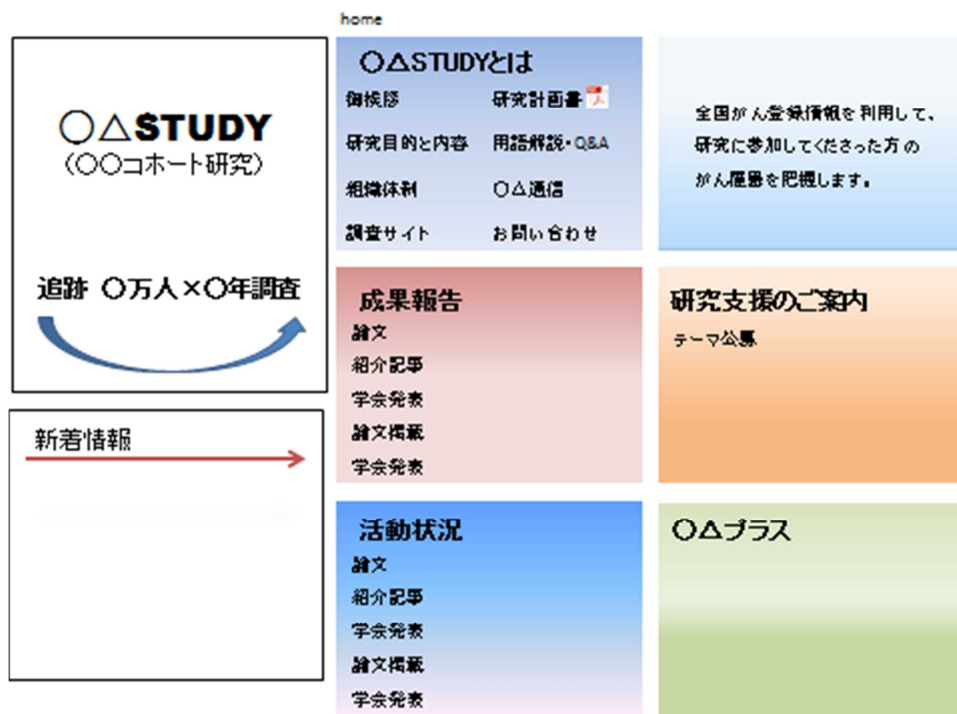 home
〇△STUDY
(〇〇コホート研究)
追跡 〇万人×〇年調査
新着情報
〇△STUDYとは
御挨拶 研究計画書
研究目的と内容 用語解説・Q&A
組織体制 〇△通信
調査サイト お問い合わせ
全国がん登録情報を利用して、
研究に参加してくださった方の
がん罹患を把握します。
成果報告
論文
紹介記事
学会発表
論文掲載
学会発表
研究支援のご案内
テーマ公募
活動状況
論文
紹介記事
学会発表
論文掲載
学会発表
〇△プラス